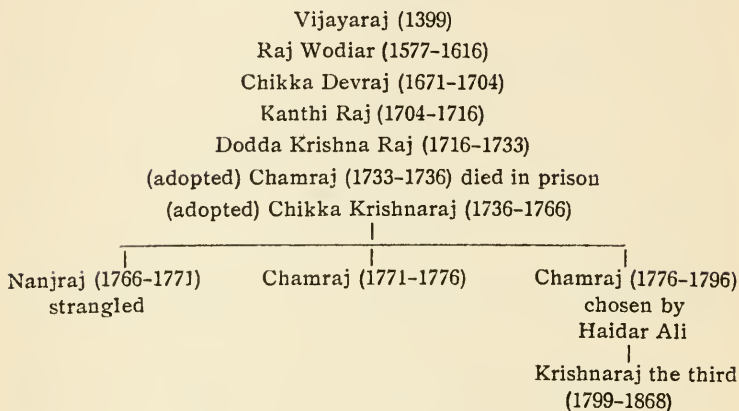 Vijayaraj (1399)
Raj Wodiar (1577-1616)
Chikka Devraj (1671-1704)
Kanthi Raj (1704-1716)
Dodda Krishna Raj (1716-1733)
(adopted) Chamraj (1733-1736) died in prison
(adopted) Chikka Krishnaraj (1736-1766)
Nanjraj (1766-1771) Chamraj (1771-1776) Chamraj (1776-1796)
strangled chosen by
Haidar Ali
Krishnaraj the third
(1799-1868)